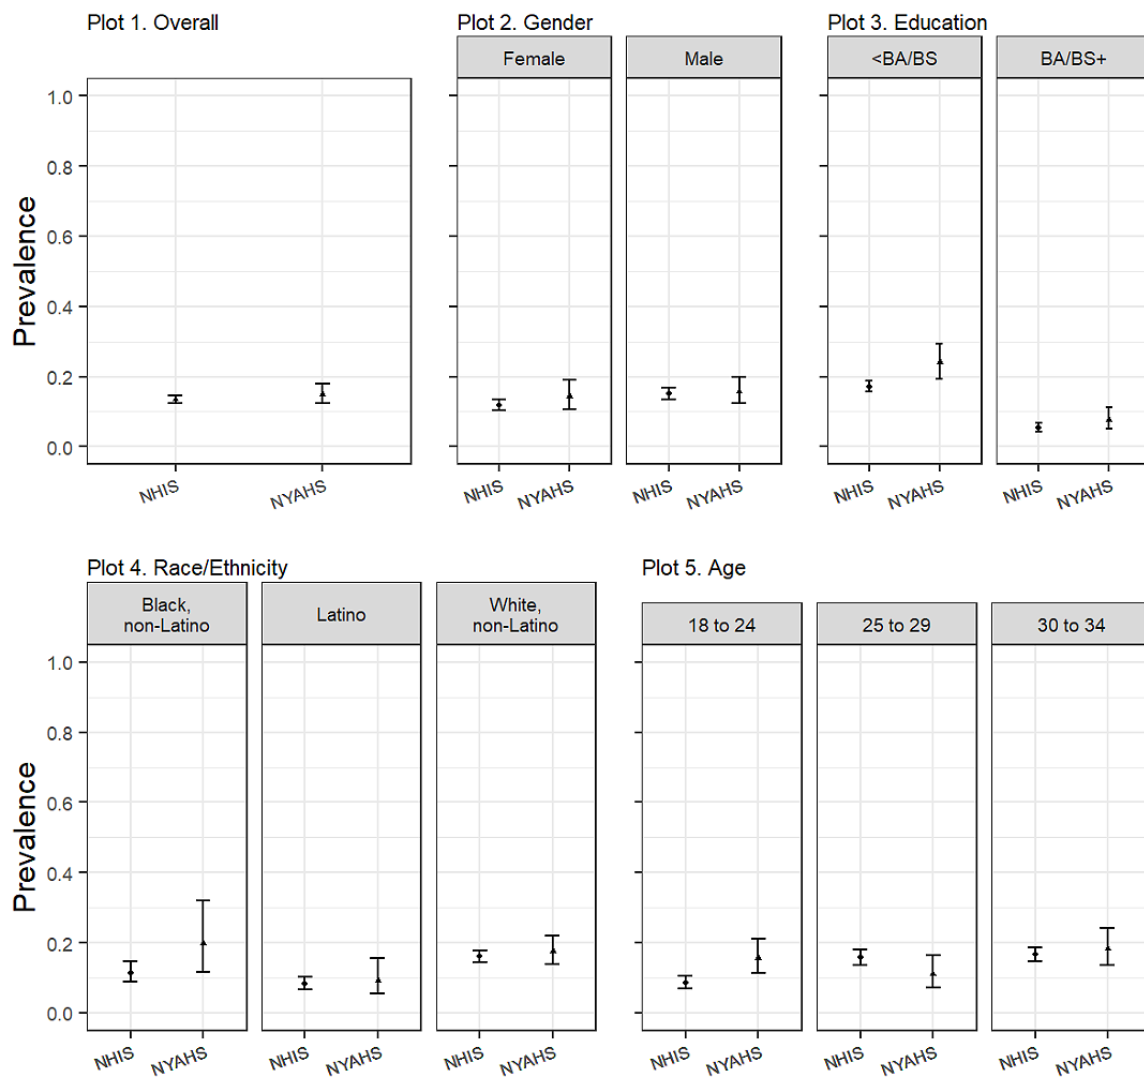 Plot 1. Overall
Plot 2. Gender
Plot 3. Education
Female
Male
<BA/BS
BA/BS+
Prevalence
1.0
0.8
0.6
0.4
0.2
0.0
NHIS
NYAHS
NHIS
NYAHS
NHIS
NYAHS
NHIS
NYAHS
NHIS
NYAHS
Plot 4. Race/Ethnicity
Plot 5. Age
Black,
non-Latino
Latino
White,
non-Latino
18 to 24
25 to 29
30 to 34
Prevalence
1.0
0.8
0.6
0.4
0.2
0.0
NHIS
NYAHS
NHIS
NYAHS
NHIS
NYAHS
NHIS
NYAHS
NHIS
NYAHS
NHIS
NYAHS